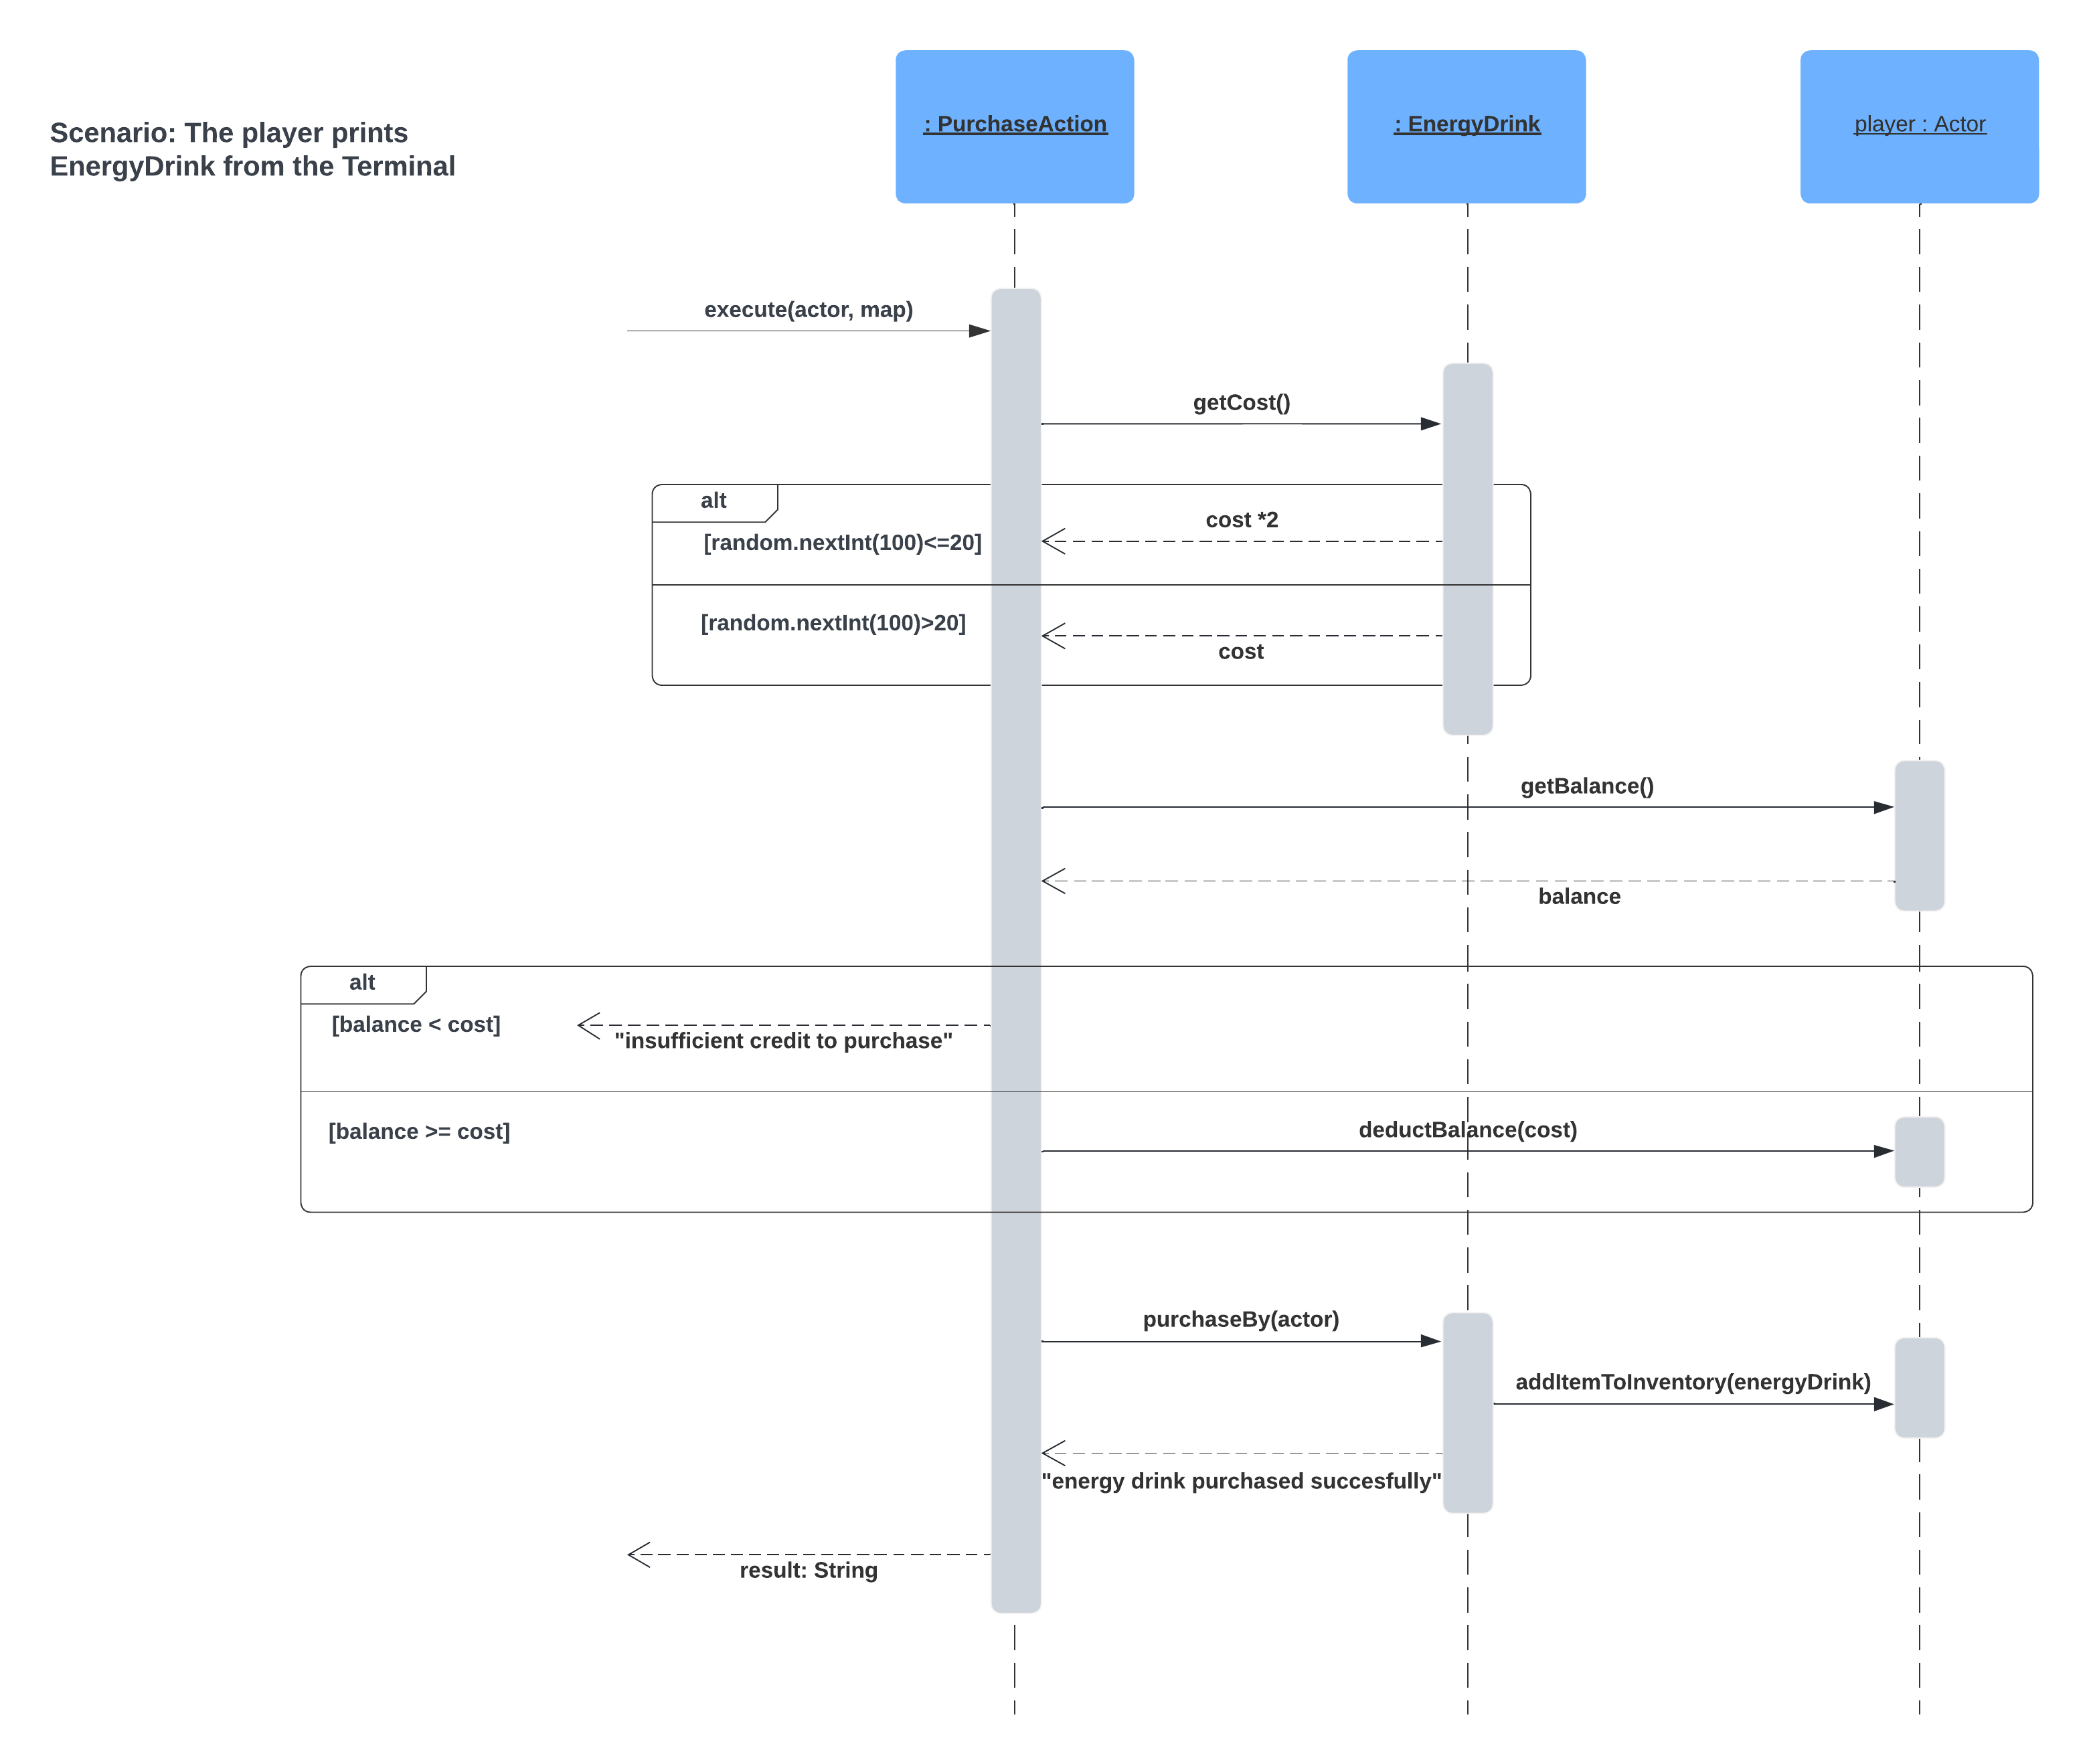 : PurchaseAction
: EnergyDrink
player : Actor
Scenario: The player prints
EnergyDrink from the Terminal
execute(actor, map)
getCost()
alt
cost *2
[random.nextInt(100)<=20]
[random.nextInt(100)>20]
cost
getBalance()
balance
alt
[balance < cost]
"insufficient credit to purchase"
[balance >= cost]
deductBalance(cost)
purchaseBy(actor)
addItemToInventory(energyDrink)
"energy drink purchased succesfully"
result: String